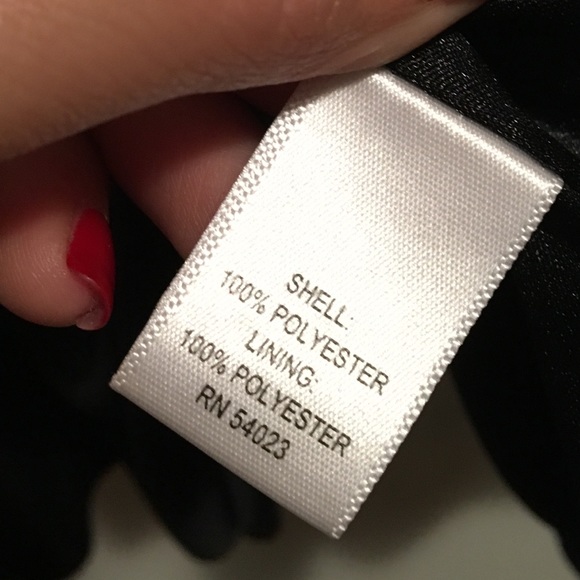 SHELL:
100% POLYESTER
LINING:
100% POLYESTER
RN 54023